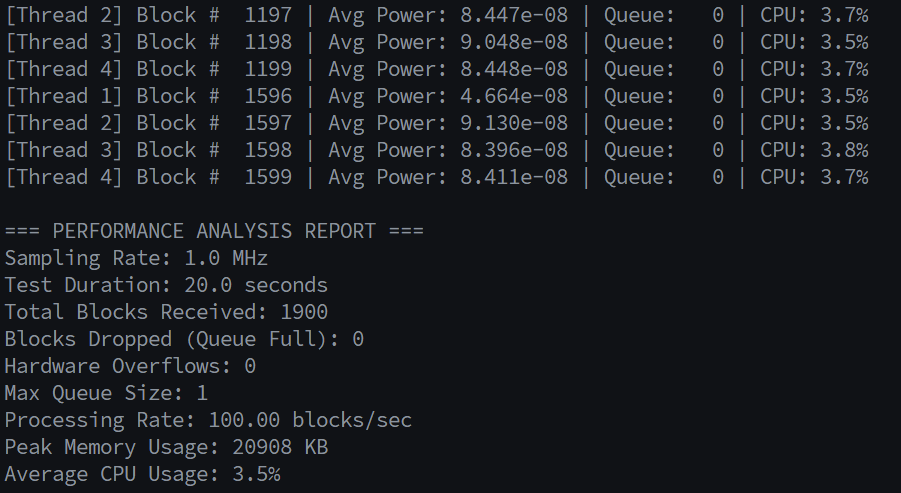 [Thread 2] Block #  1197 | Avg Power: 8.447e-08 | Queue:   0 | CPU: 3.7%
[Thread 3] Block #  1198 | Avg Power: 9.048e-08 | Queue:   0 | CPU: 3.5%
[Thread 4] Block #  1199 | Avg Power: 8.448e-08 | Queue:   0 | CPU: 3.7%
[Thread 1] Block #  1596 | Avg Power: 4.664e-08 | Queue:   0 | CPU: 3.5%
[Thread 2] Block #  1597 | Avg Power: 9.130e-08 | Queue:   0 | CPU: 3.5%
[Thread 3] Block #  1598 | Avg Power: 8.396e-08 | Queue:   0 | CPU: 3.8%
[Thread 4] Block #  1599 | Avg Power: 8.411e-08 | Queue:   0 | CPU: 3.7%

=== PERFORMANCE ANALYSIS REPORT ===
Sampling Rate: 1.0 MHz
Test Duration: 20.0 seconds
Total Blocks Received: 1900
Blocks Dropped (Queue Full): 0
Hardware Overflows: 0
Max Queue Size: 1
Processing Rate: 100.00 blocks/sec
Peak Memory Usage: 20908 KB
Average CPU Usage: 3.5%